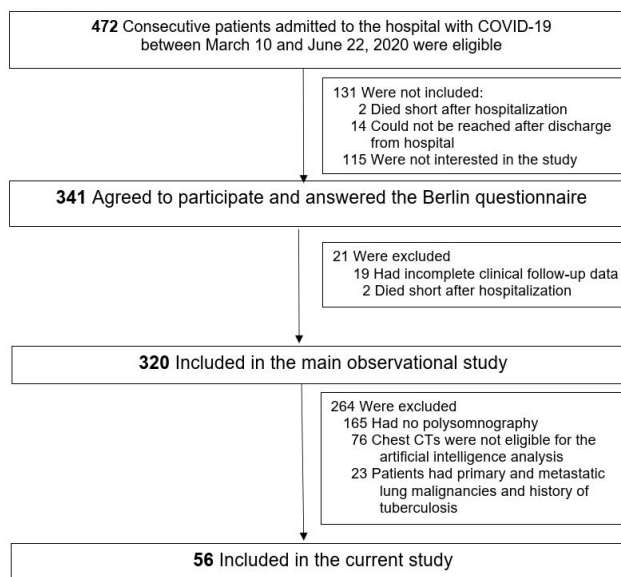 472 Consecutive patients admitted to the hospital with COVID-19
between March 10 and June 22, 2020 were eligible
131 Were not included:
2 Died short after hospitalization
14 Could not be reached after discharge
from hospital
115 Were not interested in the study
341 Agreed to participate and answered the Berlin questionnaire
21 Were excluded
19 Had incomplete clinical follow-up data
2 Died short after hospitalization
320 Included in the main observational study
264 Were excluded
165 Had no polysomnography
76 Chest CTs were not eligible for the
artificial intelligence analysis
23 Patients had primary and metastatic
lung malignancies and history of
tuberculosis
56 Included in the current study